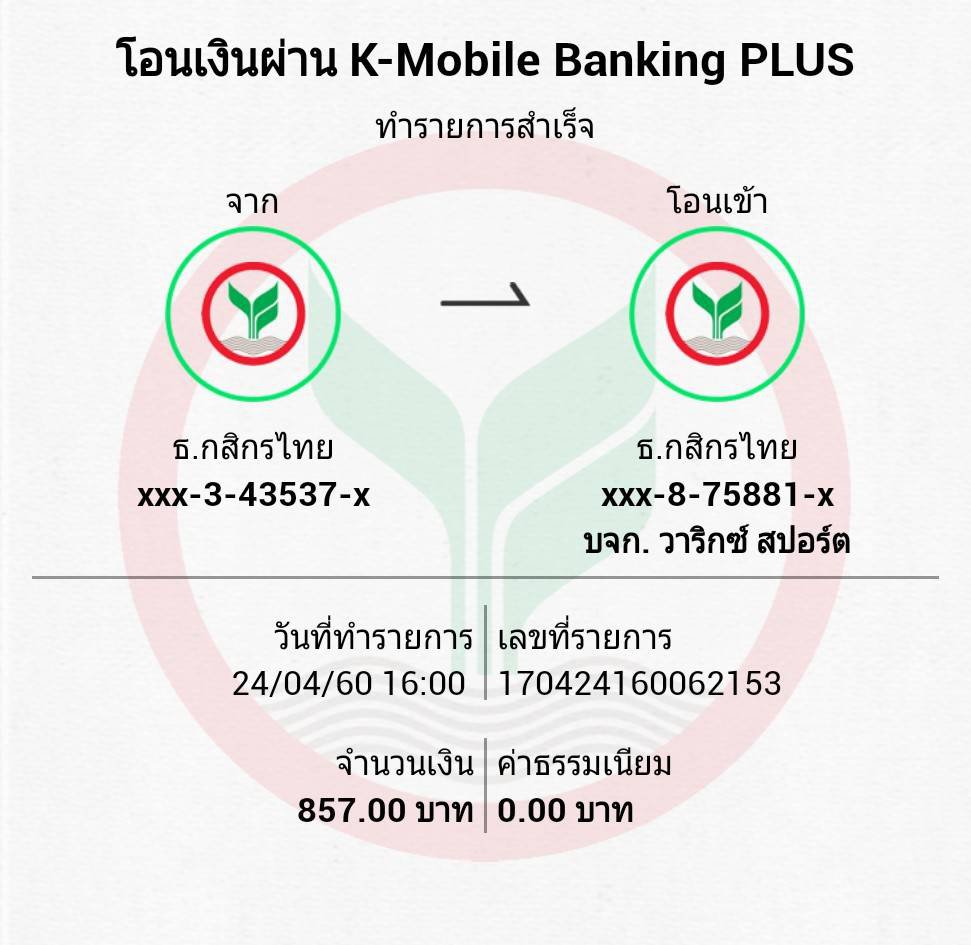 โอนเงินผ่าน K-Mobile Banking PLUS
ทำรายการสำเร็จ
จาก
โอนเข้า
ธ.กสิกรไทย
ธ.กสิกรไทย
xxx-3-43537-x
xxx-8-75881-x
บจก. วาริกซ์ สปอร์ต
วันที่ทำรายการ
เลขที่รายการ
24/04/60 16:00
170424160062153
จำนวนเงิน
ค่าธรรมเนียม
857.00 บาท
0.00 บาท